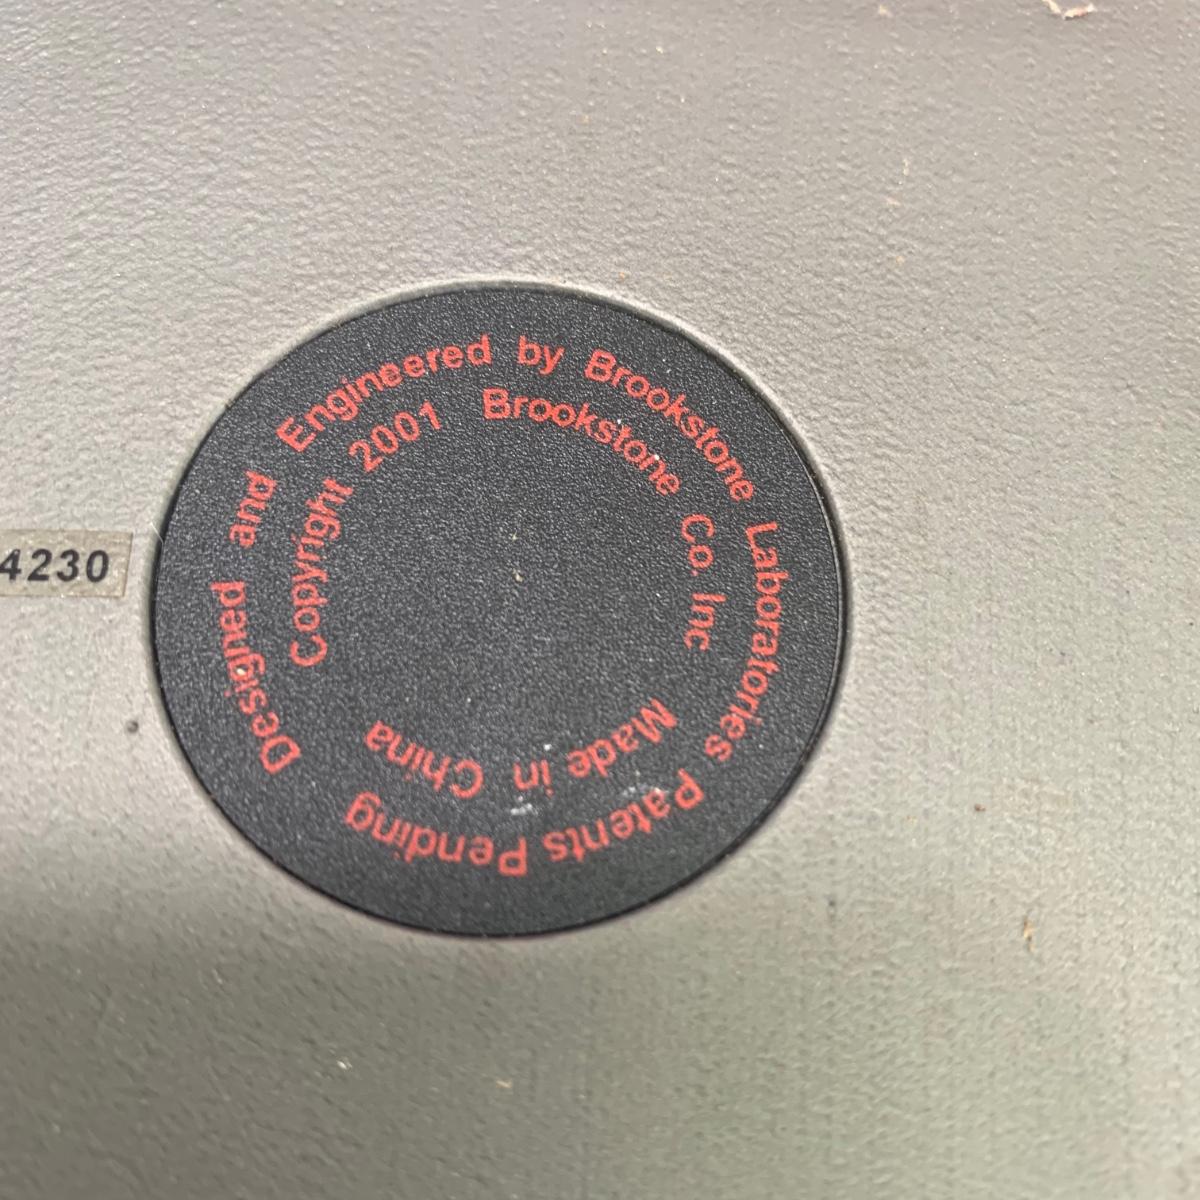 Designed and Engineered by Brookstone Laboratories Patents Pending
Copyright 2001 Brookstone Co. Inc Made in China
4230